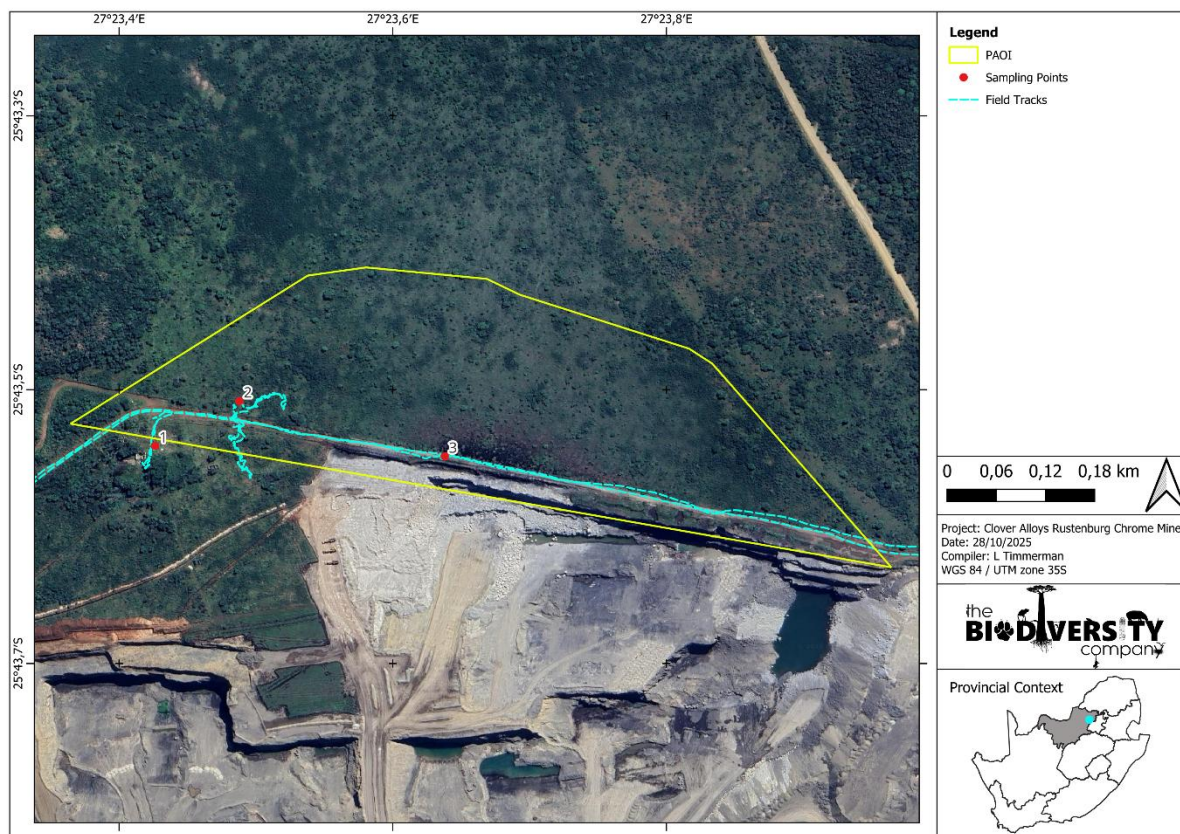 27°23,4'E
27°23,6'E
27°23,8'E
25°43,3'S
25°43,5'S
25°43,7'S
1
2
3
Legend
PAOI
Sampling Points
Field Tracks
0 0,06 0,12 0,18 km
Project: Clover Alloys Rustenburg Chrome Mine
Date: 28/10/2025
Compiler: L Timmerman
WGS 84 / UTM zone 35S
the
BIODIVERSITY
company
Provincial Context